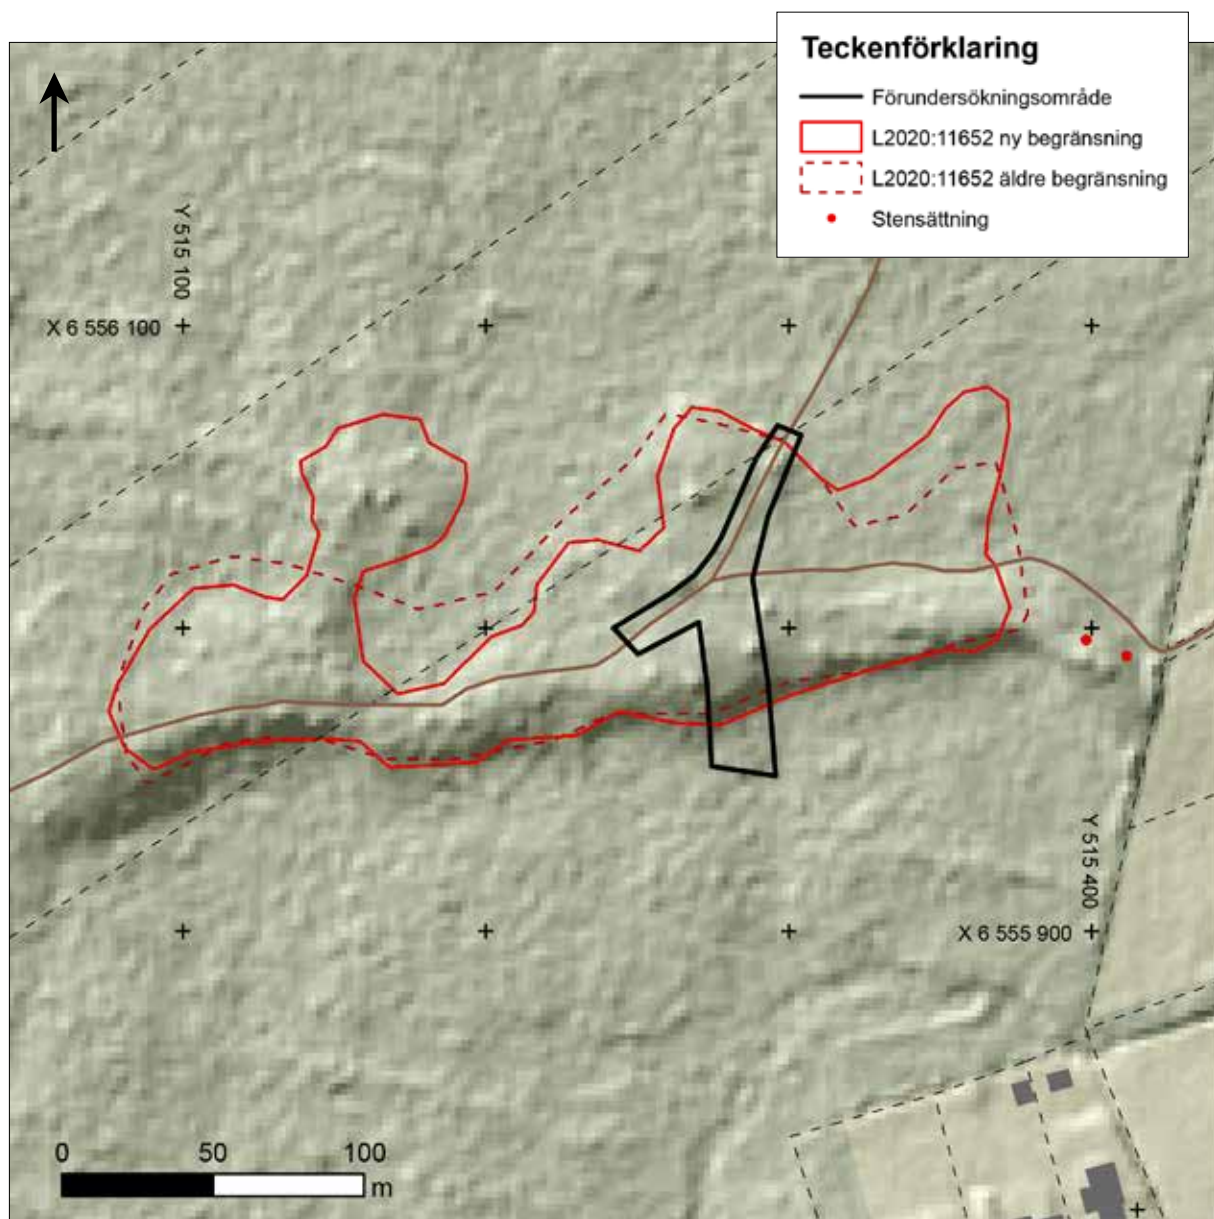 Teckenförklaring
Förundersökningsområde
L2020:11652 ny begränsning
L2020:11652 äldre begränsning
Stensättning
Y 515 100
X 6 556 100
Y 515 400
X 6 555 900
0 50 100
m